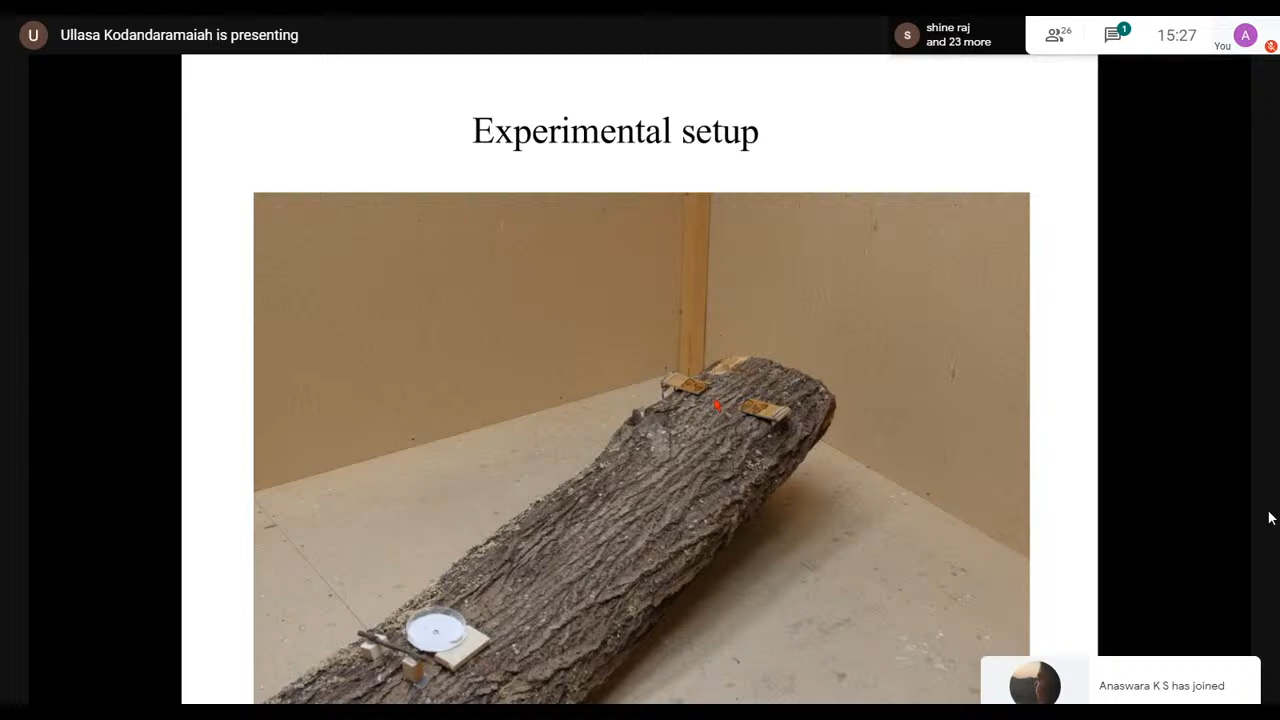 U
Ullasa Kodandaramaiah is presenting
S
shine raj
and 23 more
26
1
15:27
You
A
Experimental setup
Anaswara K S has joined